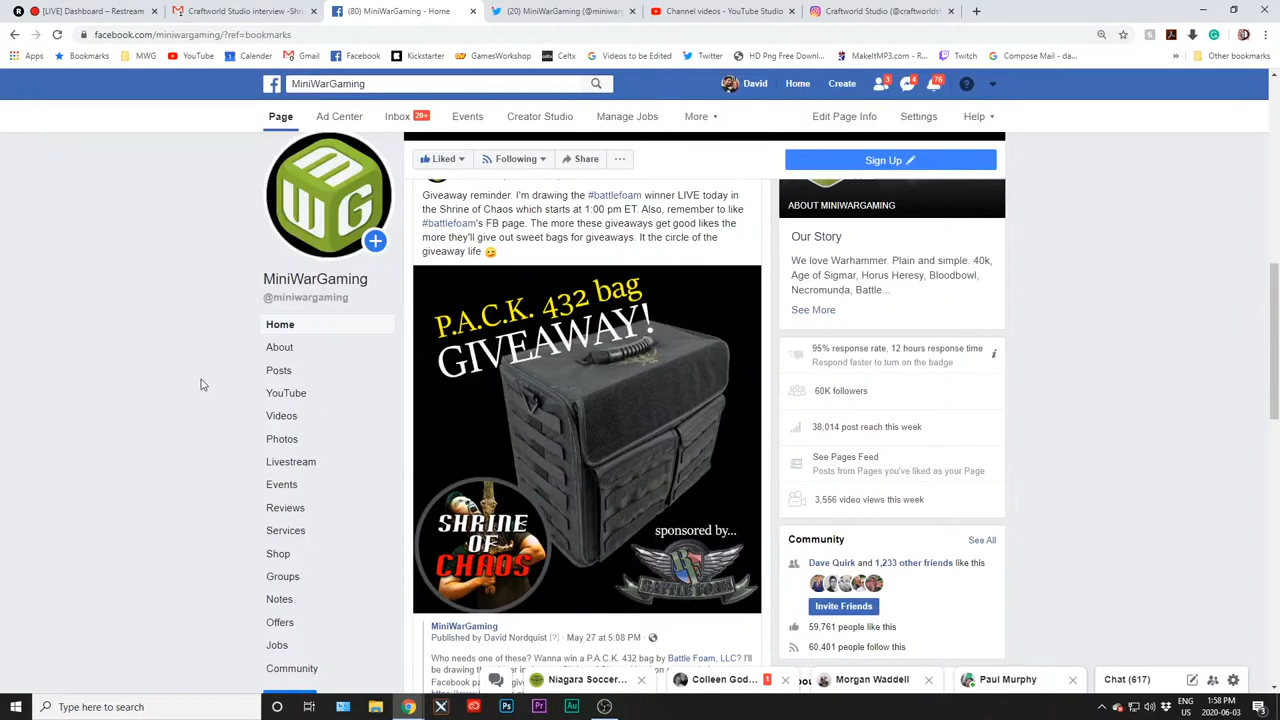 (10) [LIVE] Dashboard | Restream
Craftworld Studio interview -Shri
(80) MiniWarGaming - Home
(20) MiniWarGaming (@miniwarg
Channel videos - YouTube Studio
Craftworld Studio (@craftworldst
facebook.com/miniwargaming/?ref=bookmarks
Apps Bookmarks MWG YouTube Calender Gmail Facebook Kickstarter GamesWorkshop Celtx Videos to be Edited Twitter HD Png Free Downl... MakeItMP3.com - Yo... Twitch Compose Mail - da... » Other bookmarks
MiniWarGaming
David Home Create 3 4 76
Page Ad Center Inbox 20+ Events Creator Studio Manage Jobs More Edit Page Info Settings Help
Liked Following Share ... Sign Up
MWG
MiniWarGaming
@miniwargaming
Home
About
Posts
YouTube
Videos
Photos
Livestream
Events
Reviews
Services
Shop
Groups
Notes
Offers
Jobs
Community
Giveaway reminder. I'm drawing the #battlefoam winner LIVE today in
the Shrine of Chaos which starts at 1:00 pm ET. Also, remember to like
#battlefoam's FB page. The more these giveaways get good likes the
more they'll give out sweet bags for giveaways. It the circle of the
giveaway life 😉
P.A.C.K. 432 bag
GIVEAWAY!
SHRINE
OF
CHAOS
sponsored by...
BF
BATTLE FOAM
MiniWarGaming
Published by David Nordquist [?] · May 27 at 5:08 PM ·
Who needs one of these? Wanna win a P.A.C.K. 432 bag by Battle Foam, LLC? I'll
ABOUT MINIWARGAMING
Our Story
We love Warhammer. Plain and simple. 40k,
Age of Sigmar, Horus Heresy, Bloodbowl,
Necromunda, Battle...
See More
95% response rate, 12 hours response time
Respond faster to turn on the badge
60K followers
38,014 post reach this week
See Pages Feed
Posts from Pages you've liked as your Page
3,556 video views this week
Community See All
Dave Quirk and 1,233 other friends like this
Invite Friends
59,761 people like this
60,401 people follow this
Niagara Soccer...
Colleen God... 1
Morgan Waddell
Paul Murphy
Chat (617)
Type here to search
ENG
US
1:58 PM
2020-06-03